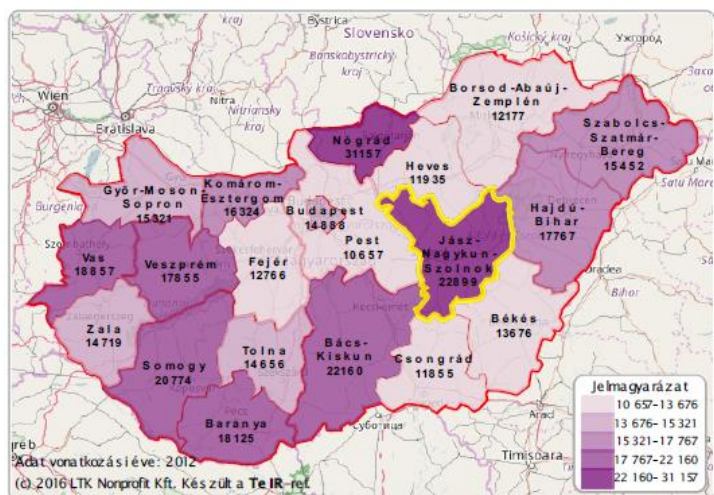 Bystrica
Košický kraj
Ужгород
Slovensko
Banskobystrický
kraj
Trnavský kraj
Nitra
Nitriansky
kraj
Wien
Bratislava
Borsod-Abaúj-
Zemplén
12177
Szabolcs-
Szatmár-
Bereg
15452
Nógrád
31157
Heves
11935
Satu Mare
Győr-Moson-
Sopron
15321
Komárom-
Esztergom
16324
Budapest
14888
Hajdú-
Bihar
17767
Burgenland
Vas
18857
Veszprém
17855
Fejér
12766
Pest
10657
Jász-
Nagykun-
Szolnok
22899
Oradea
Bihor
Zala
14719
Somogy
20774
Tolna
14656
Bács-
Kiskun
22160
Békés
13676
Csongrád
11855
Baranya
18125
Суботица
Arad
Timișoara
Jelmagyarázat
10 657-13 676
13 676-15 321
15 321-17 767
17 767-22 160
22 160-31 157
Adat vonatkozási éve: 2012
(c) 2016 LTK Nonprofit Kft. Készült a TeIR-ref